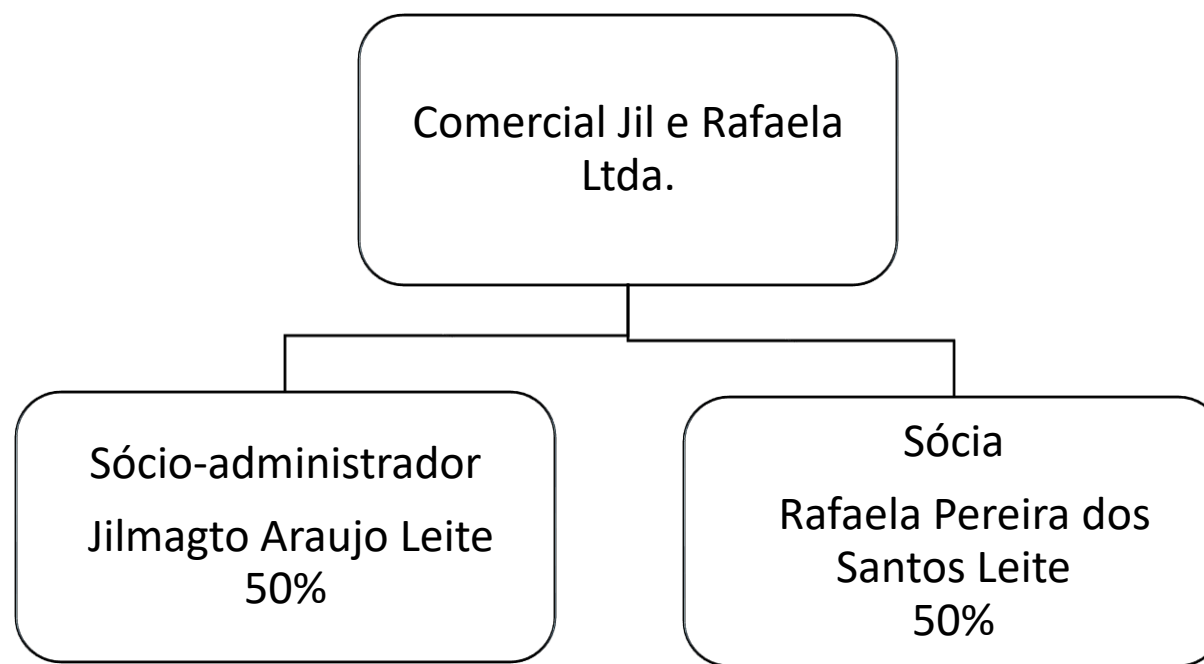 Comercial Jil e Rafaela
Ltda.
Sócio-administrador
Jilmagto Araujo Leite
50%
Sócia
Rafaela Pereira dos
Santos Leite
50%